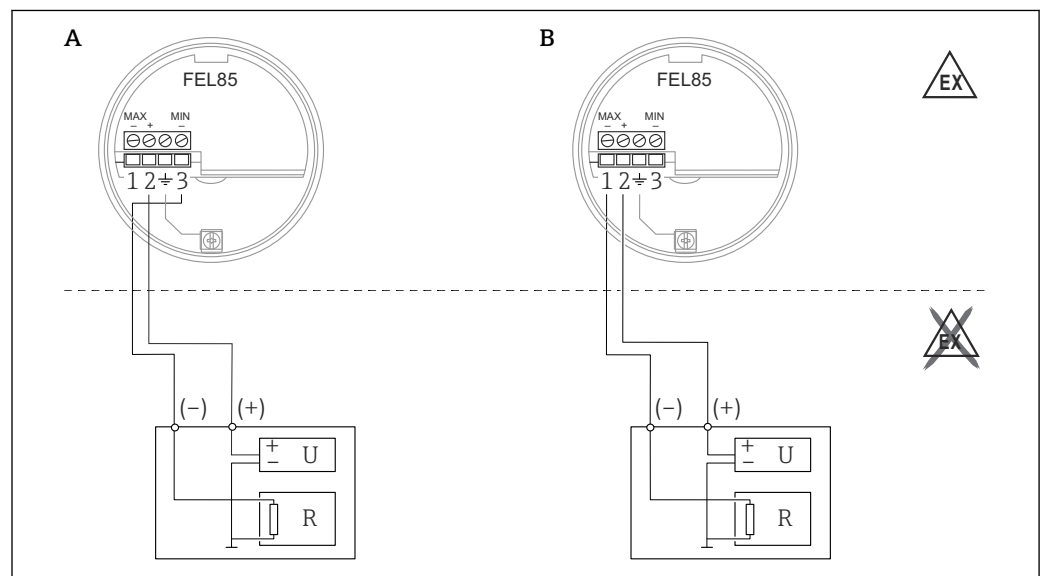 A
B
FEL85
FEL85
EX
MAX MIN
– + –
MAX MIN
– + –
1 2 3
1 2 3
EX
(–) (+)
(–) (+)
+
– U
+
– U
R
R